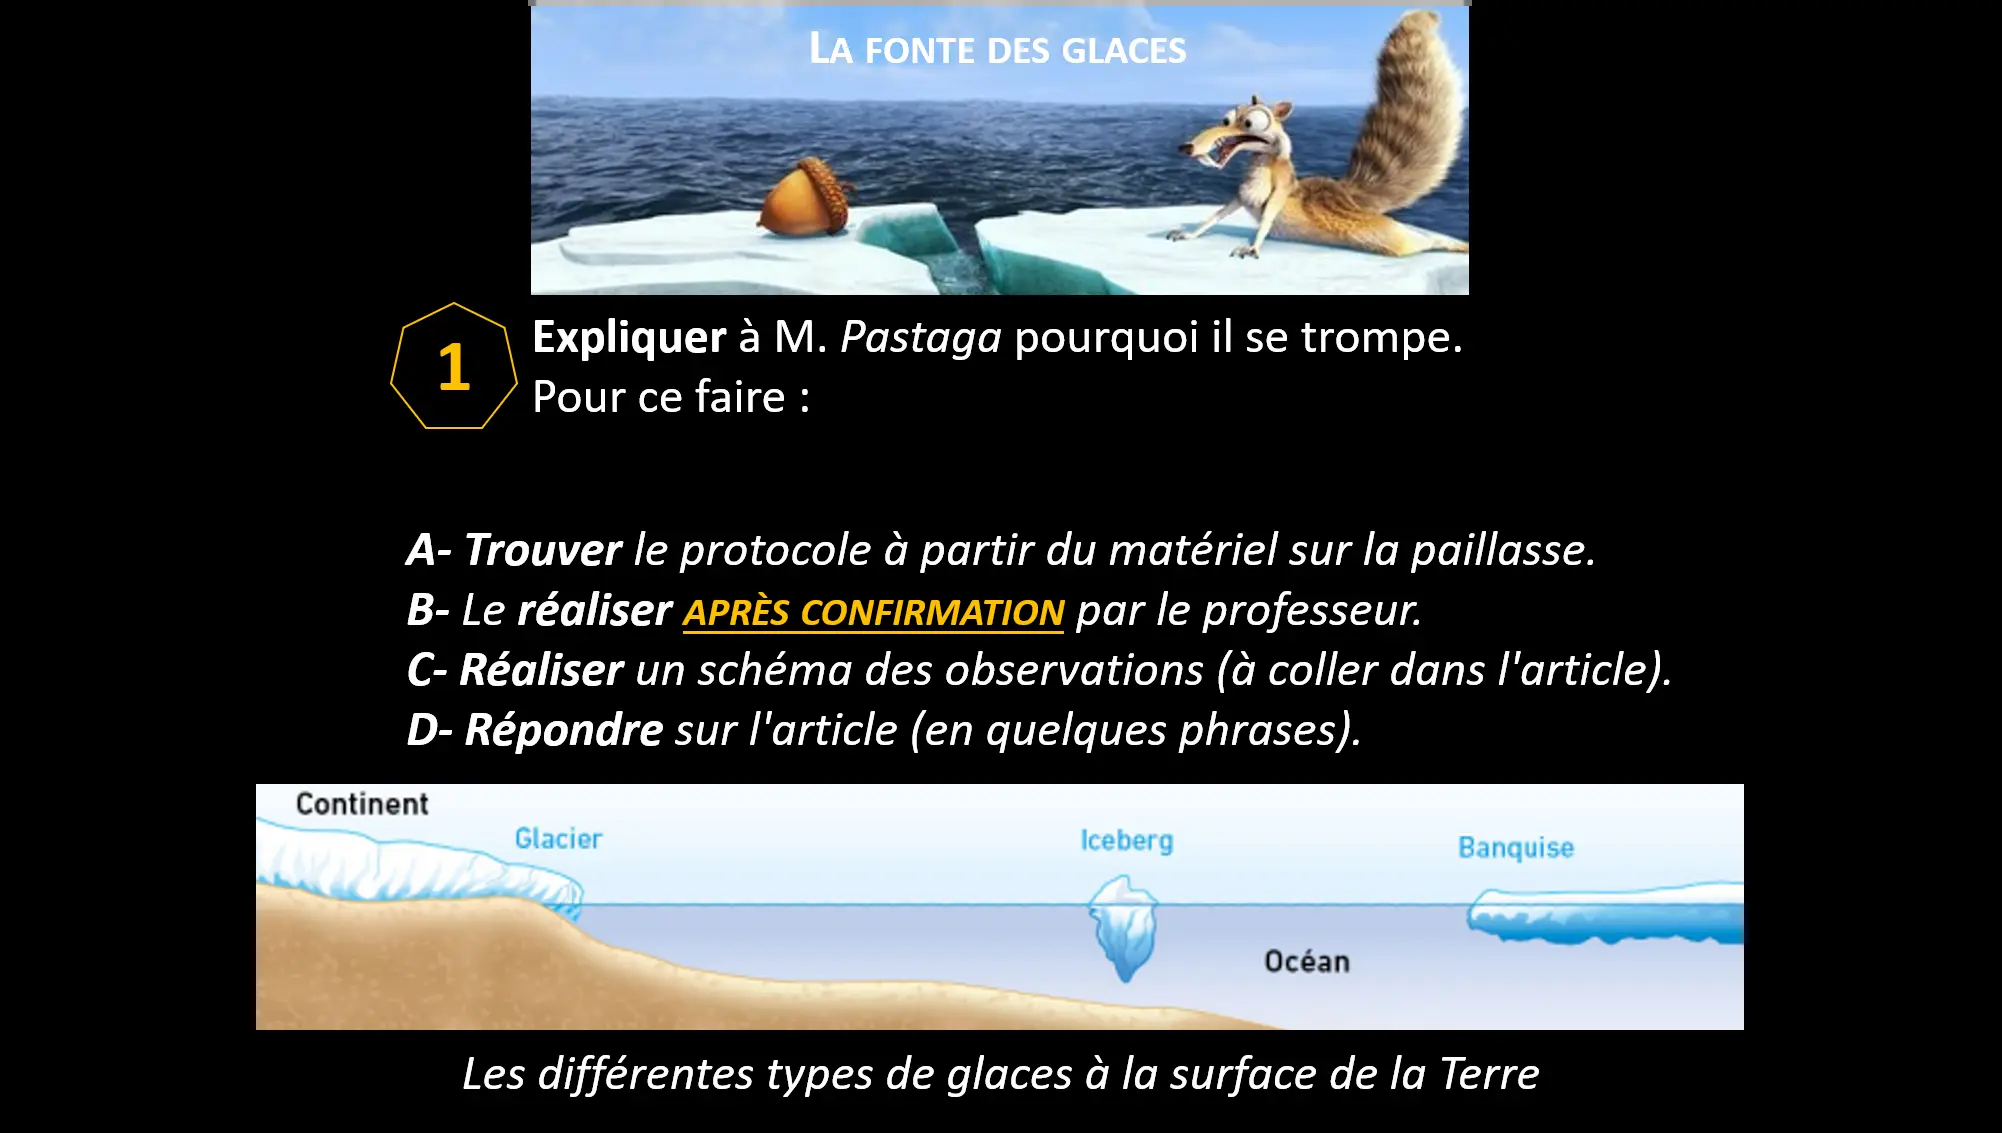 LA FONTE DES GLACES
1
Expliquer à M. Pastaga pourquoi il se trompe.
Pour ce faire :
A- Trouver le protocole à partir du matériel sur la paillasse.
B- Le réaliser APRÈS CONFIRMATION par le professeur.
C- Réaliser un schéma des observations (à coller dans l'article).
D- Répondre sur l'article (en quelques phrases).
Continent
Glacier
Iceberg
Banquise
Océan
Les différentes types de glaces à la surface de la Terre